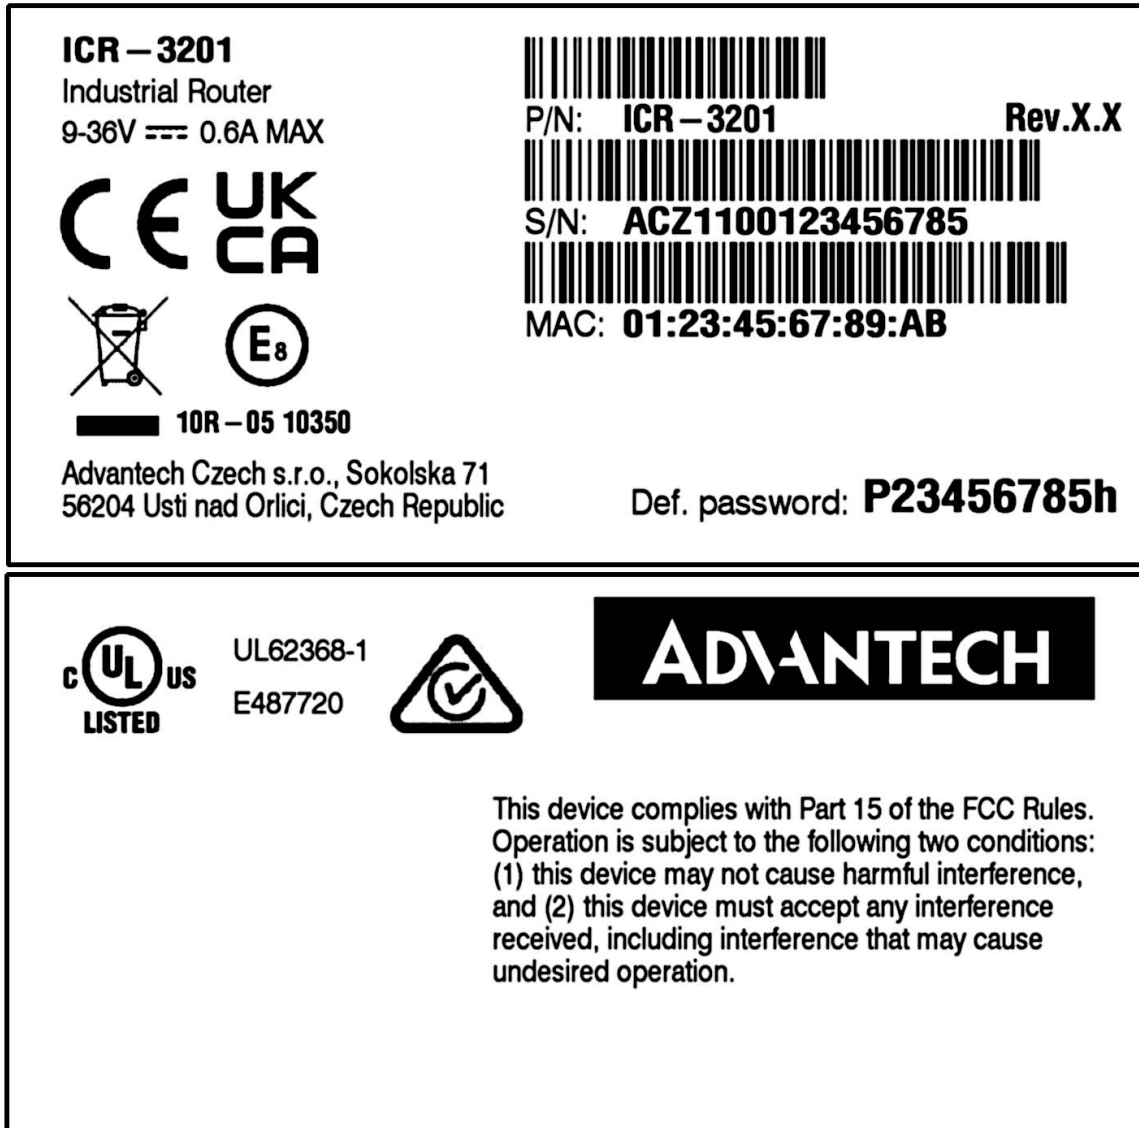 ICR – 3201
Industrial Router
9-36V ⎓ 0.6A MAX
CE UK CA
E8
10R – 05 10350
Advantech Czech s.r.o., Sokolska 71
56204 Usti nad Orlici, Czech Republic
P/N: ICR – 3201 Rev.X.X
S/N: ACZ1100123456785
MAC: 01:23:45:67:89:AB
Def. password: P23456785h
C UL US
LISTED
UL62368-1
E487720
ADVANTECH
This device complies with Part 15 of the FCC Rules.
Operation is subject to the following two conditions:
(1) this device may not cause harmful interference,
and (2) this device must accept any interference
received, including interference that may cause
undesired operation.